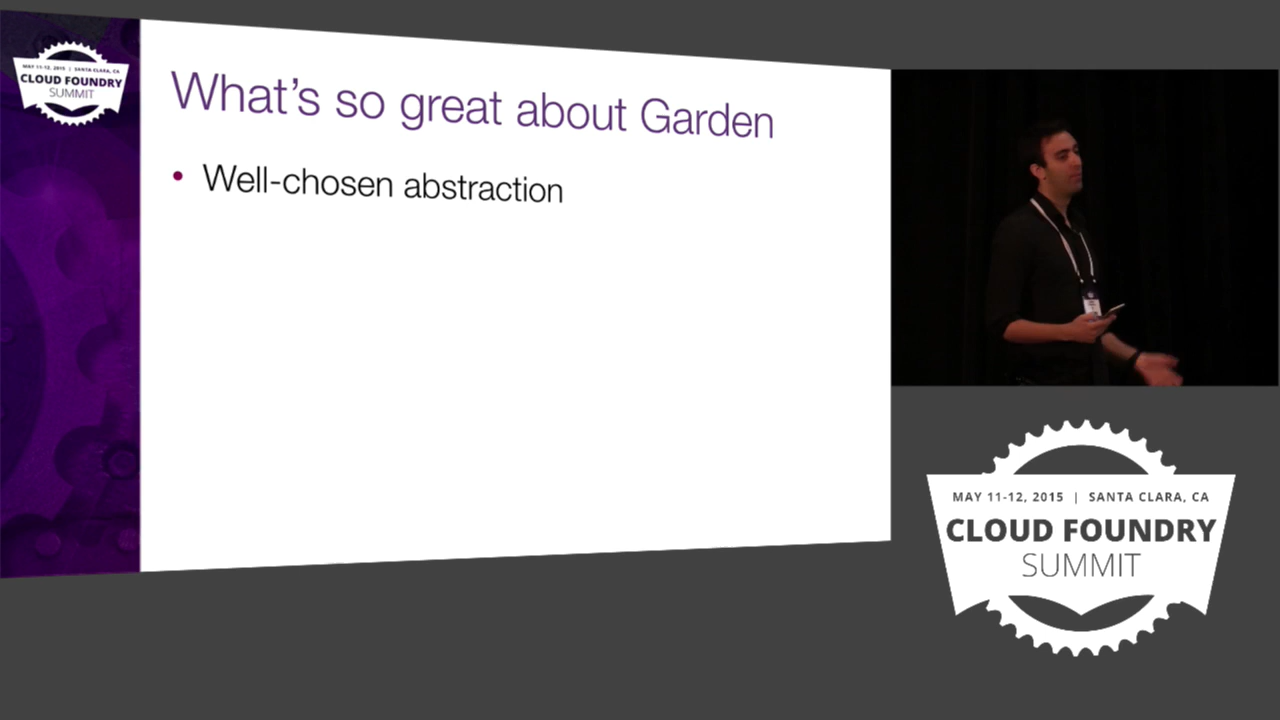 MAY 11-12, 2015 | SANTA CLARA, CA
CLOUD FOUNDRY
SUMMIT
What's so great about Garden
• Well-chosen abstraction
MAY 11-12, 2015 | SANTA CLARA, CA
CLOUD FOUNDRY
SUMMIT